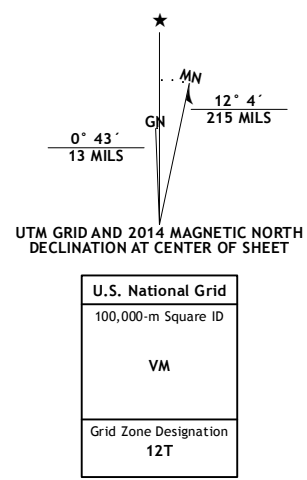 ★
MN
GN
12° 4´
215 MILS
0° 43´
13 MILS
UTM GRID AND 2014 MAGNETIC NORTH
DECLINATION AT CENTER OF SHEET
U.S. National Grid
100,000-m Square ID
VM
Grid Zone Designation
12T